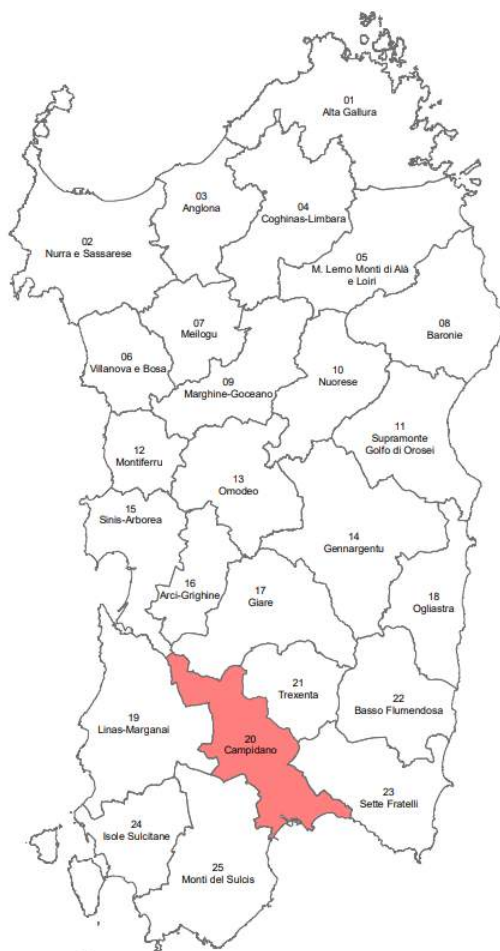 01
Alta Gallura
03
Anglona
04
Coghinas-Limbara
02
Nurra e Sassarese
05
M. Lerno Monti di Alà
e Loiri
07
Meilogu
08
Baronie
06
Villanova e Bosa
09
Marghine-Goceano
10
Nuorese
11
Supramonte
Golfo di Orosei
12
Montiferru
13
Omodeo
15
Sinis-Arborea
14
Gennargentu
16
Arci-Grighine
17
Giare
18
Ogliastra
21
Trexenta
22
Basso Flumendosa
19
Linas-Marganai
20
Campidano
23
Sette Fratelli
24
Isole Sulcitane
25
Monti del Sulcis